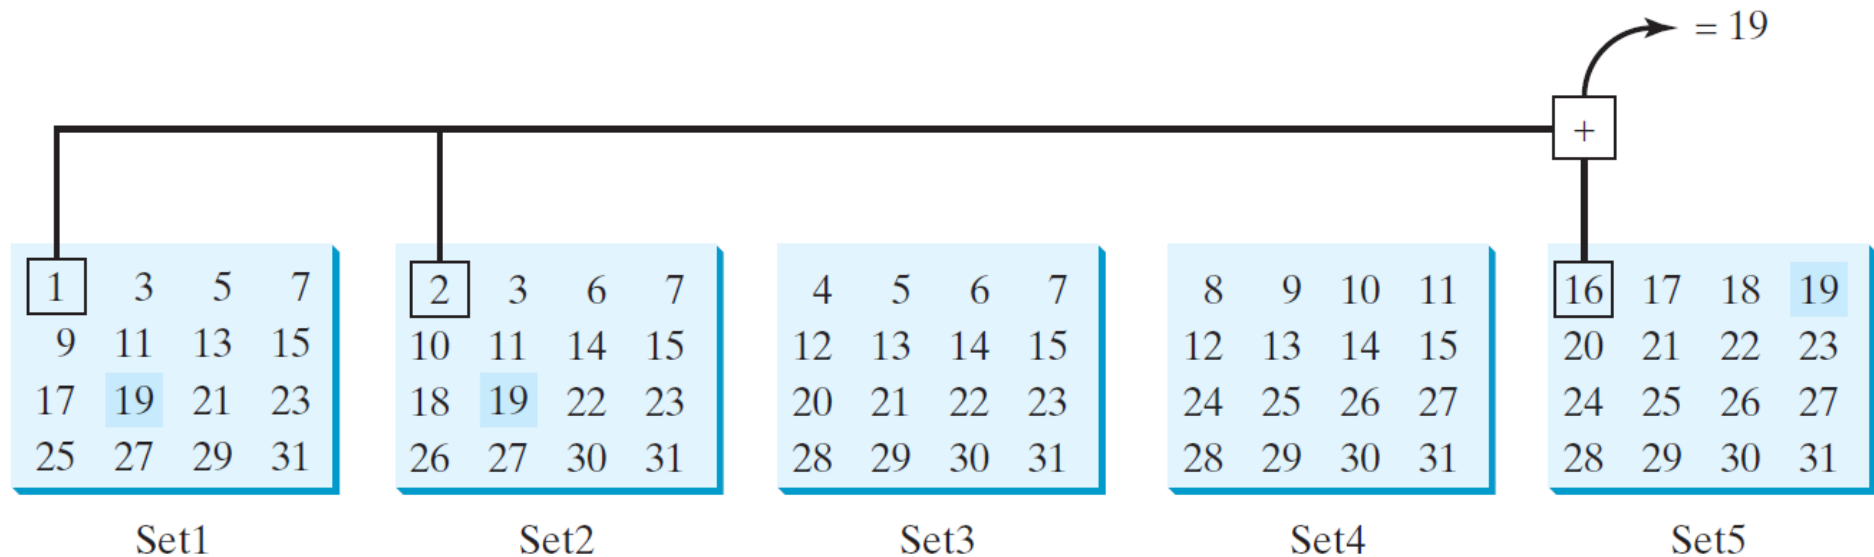 = 19
+
1 3 5 7
9 11 13 15
17 19 21 23
25 27 29 31
Set1
2 3 6 7
10 11 14 15
18 19 22 23
26 27 30 31
Set2
4 5 6 7
12 13 14 15
20 21 22 23
28 29 30 31
Set3
8 9 10 11
12 13 14 15
24 25 26 27
28 29 30 31
Set4
16 17 18 19
20 21 22 23
24 25 26 27
28 29 30 31
Set5